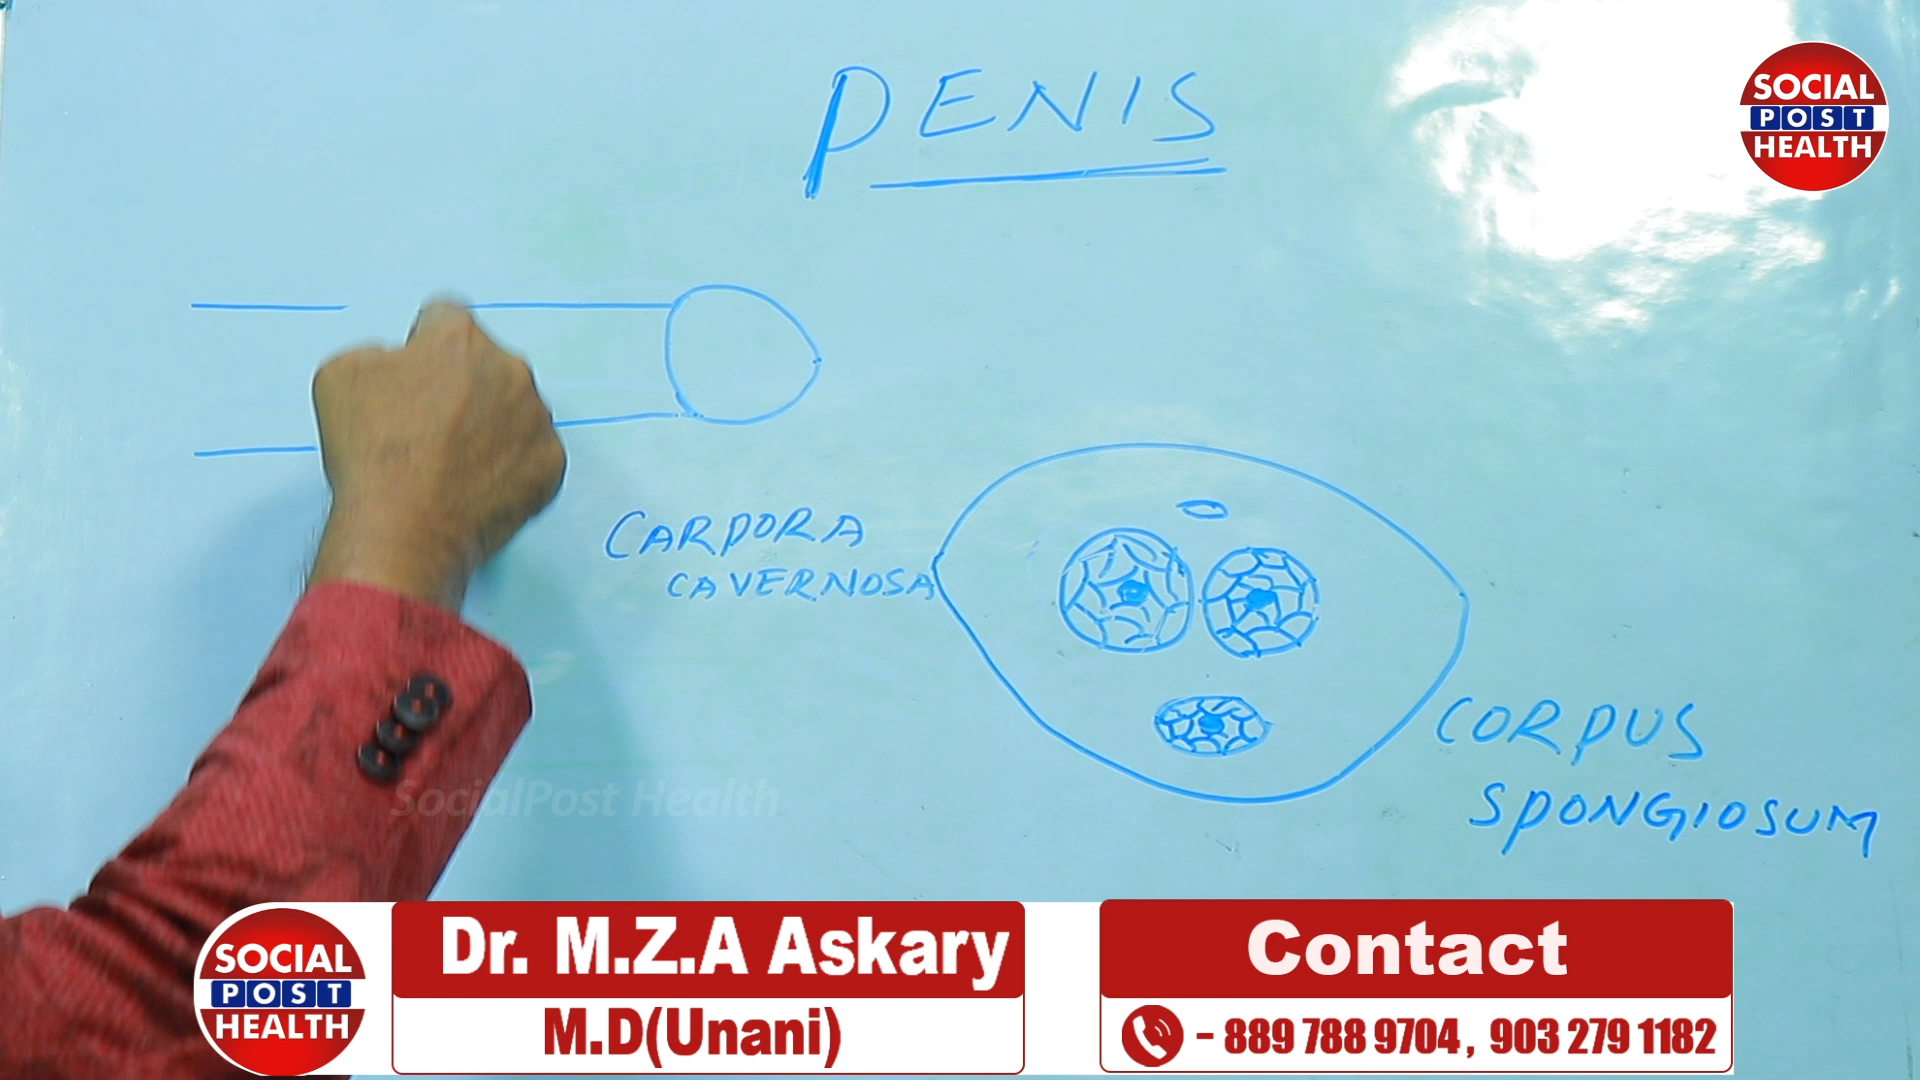 PENIS
SOCIAL
POST
HEALTH
CARPORA
CAVERNOSA
CORPUS
SPONGIOSUM
SocialPost Health
SOCIAL
POST
HEALTH
Dr. M.Z.A Askary
M.D(Unani)
Contact
- 889 788 9704, 903 279 1182